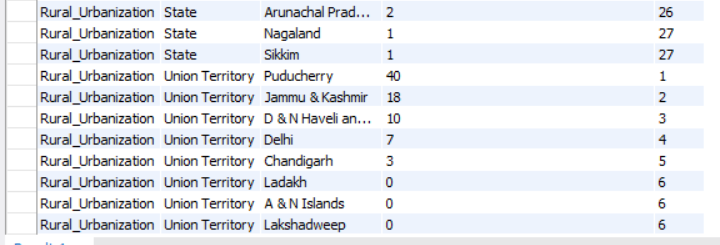 Rural_Urbanization State Arunachal Prad... 2 26
Rural_Urbanization State Nagaland 1 27
Rural_Urbanization State Sikkim 1 27
Rural_Urbanization Union Territory Puducherry 40 1
Rural_Urbanization Union Territory Jammu & Kashmir 18 2
Rural_Urbanization Union Territory D & N Haveli an... 10 3
Rural_Urbanization Union Territory Delhi 7 4
Rural_Urbanization Union Territory Chandigarh 3 5
Rural_Urbanization Union Territory Ladakh 0 6
Rural_Urbanization Union Territory A & N Islands 0 6
Rural_Urbanization Union Territory Lakshadweep 0 6